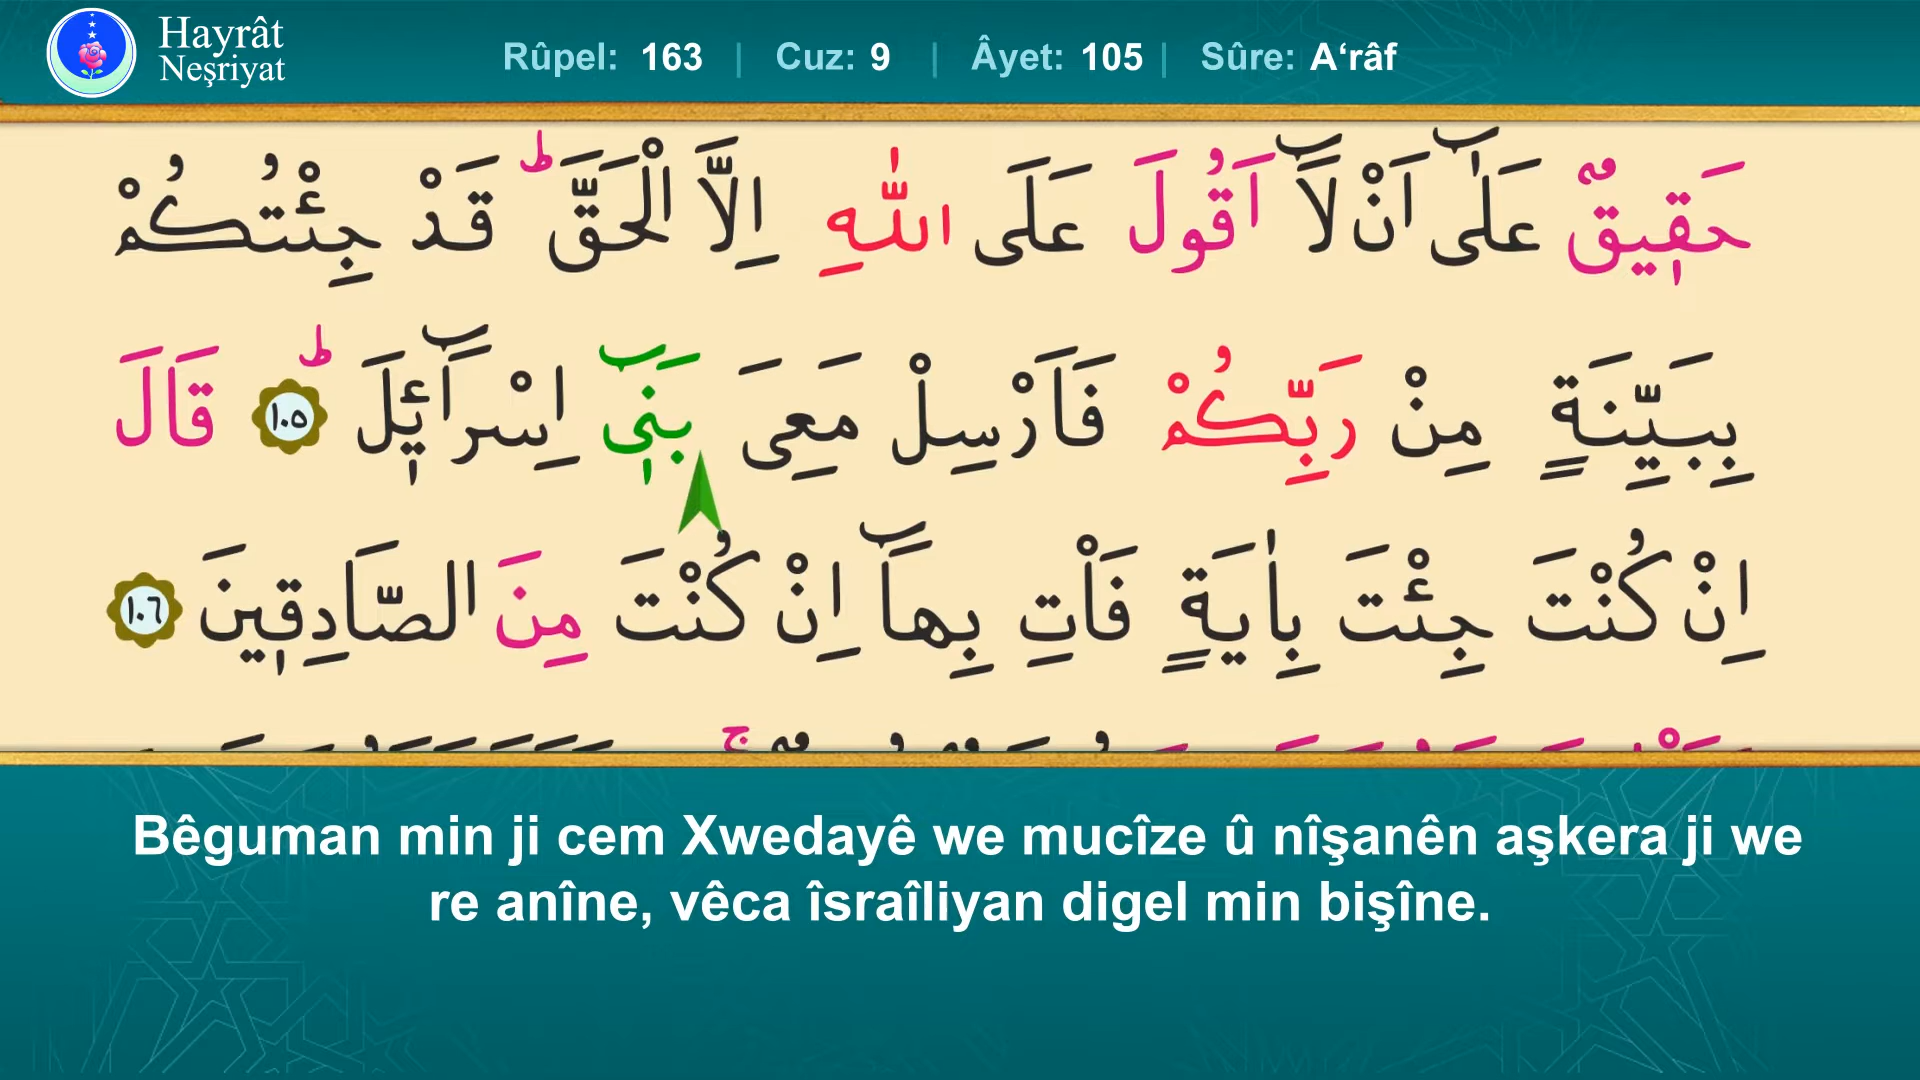 Hayrât
Neşriyat
Rûpel: 163 | Cuz: 9 | Âyet: 105 | Sûre: A‘râf
حَقٖيقٌ عَلٰٓى اَنْ لَٓا اَقُولَ عَلَى اللّٰهِ اِلَّا الْحَقَّۜ قَدْ جِئْتُكُمْ
بِبَيِّنَةٍ مِنْ رَبِّكُمْ فَاَرْسِلْ مَعِىَ بَنٖٓى اِسْرَٓائٖلَۜ ١٠٥ قَالَ
اِنْ كُنْتَ جِئْتَ بِاٰيَةٍ فَاْتِ بِهَٓا اِنْ كُنْتَ مِنَ الصَّادِقٖينَ ١٠٦
Bêguman min ji cem Xwedayê we mucîze û nîşanên aşkera ji we
re anîne, vêca îsraîliyan digel min bişîne.